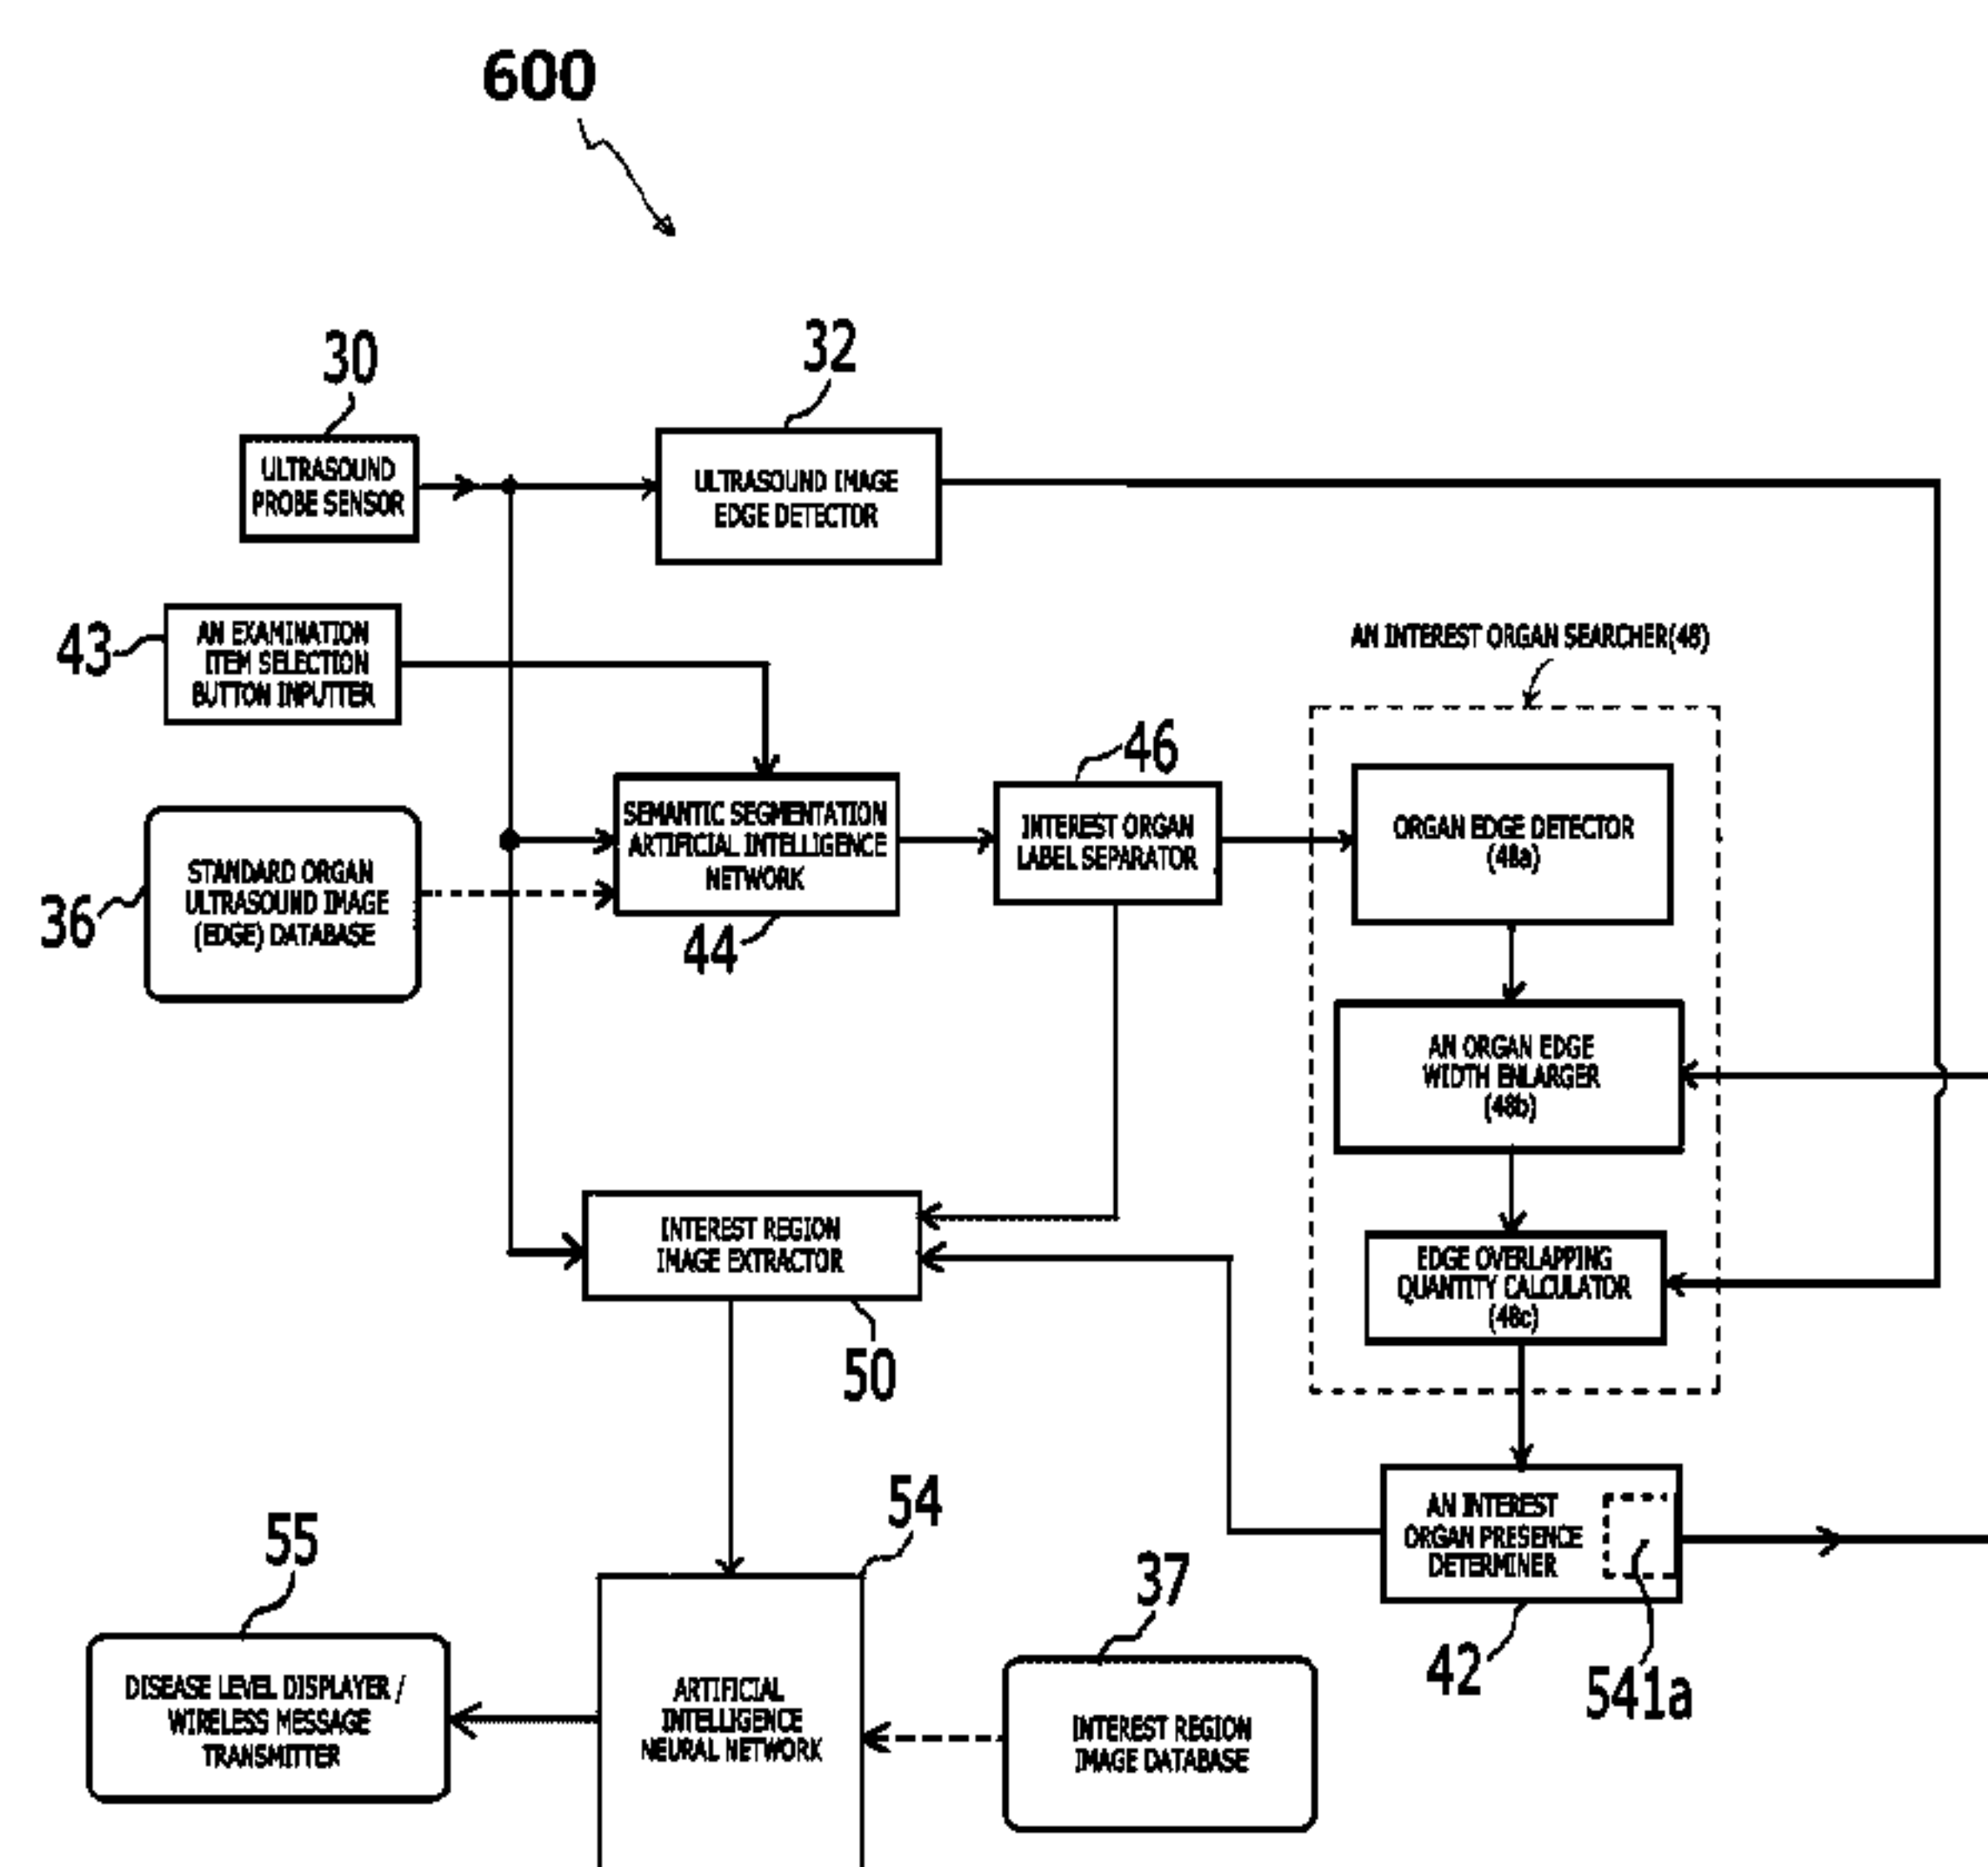 600
30
32
ULTRASOUND
PROBE SENSOR
ULTRASOUND IMAGE
EDGE DETECTOR
43
AN EXAMINATION
ITEM SELECTION
BUTTON INPUTTER
AN INTEREST ORGAN SEARCHER(48)
46
36
STANDARD ORGAN
ULTRASOUND IMAGE
(EDGE) DATABASE
SEMANTIC SEGMENTATION
ARTIFICIAL INTELLIGENCE
NETWORK
44
INTEREST ORGAN
LABEL SEPARATOR
ORGAN EDGE DETECTOR
(48a)
AN ORGAN EDGE
WIDTH ENLARGER
(48b)
INTEREST REGION
IMAGE EXTRACTOR
50
EDGE OVERLAPPING
QUANTITY CALCULATOR
(48c)
AN INTEREST
ORGAN PRESENCE
DETERMINER
42
541a
54
55
37
DISEASE LEVEL DISPLAYER /
WIRELESS MESSAGE
TRANSMITTER
ARTIFICIAL
INTELLIGENCE
NEURAL NETWORK
INTEREST REGION
IMAGE DATABASE